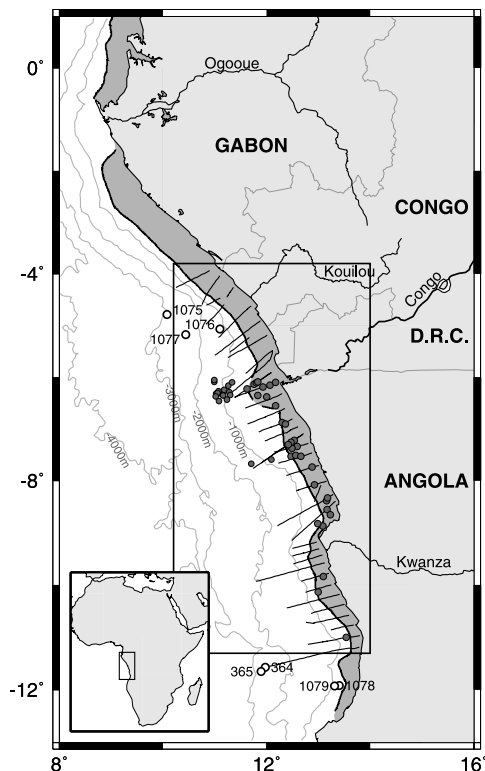 0°
Ogooue
GABON
CONGO
-4°
Kouilou
Congo
1075
1076
1077
D.R.C.
-3000m
-2000m
-1000m
-4000m
-8°
ANGOLA
Kwanza
365
364
-12°
1079
1078
8°
12°
16°